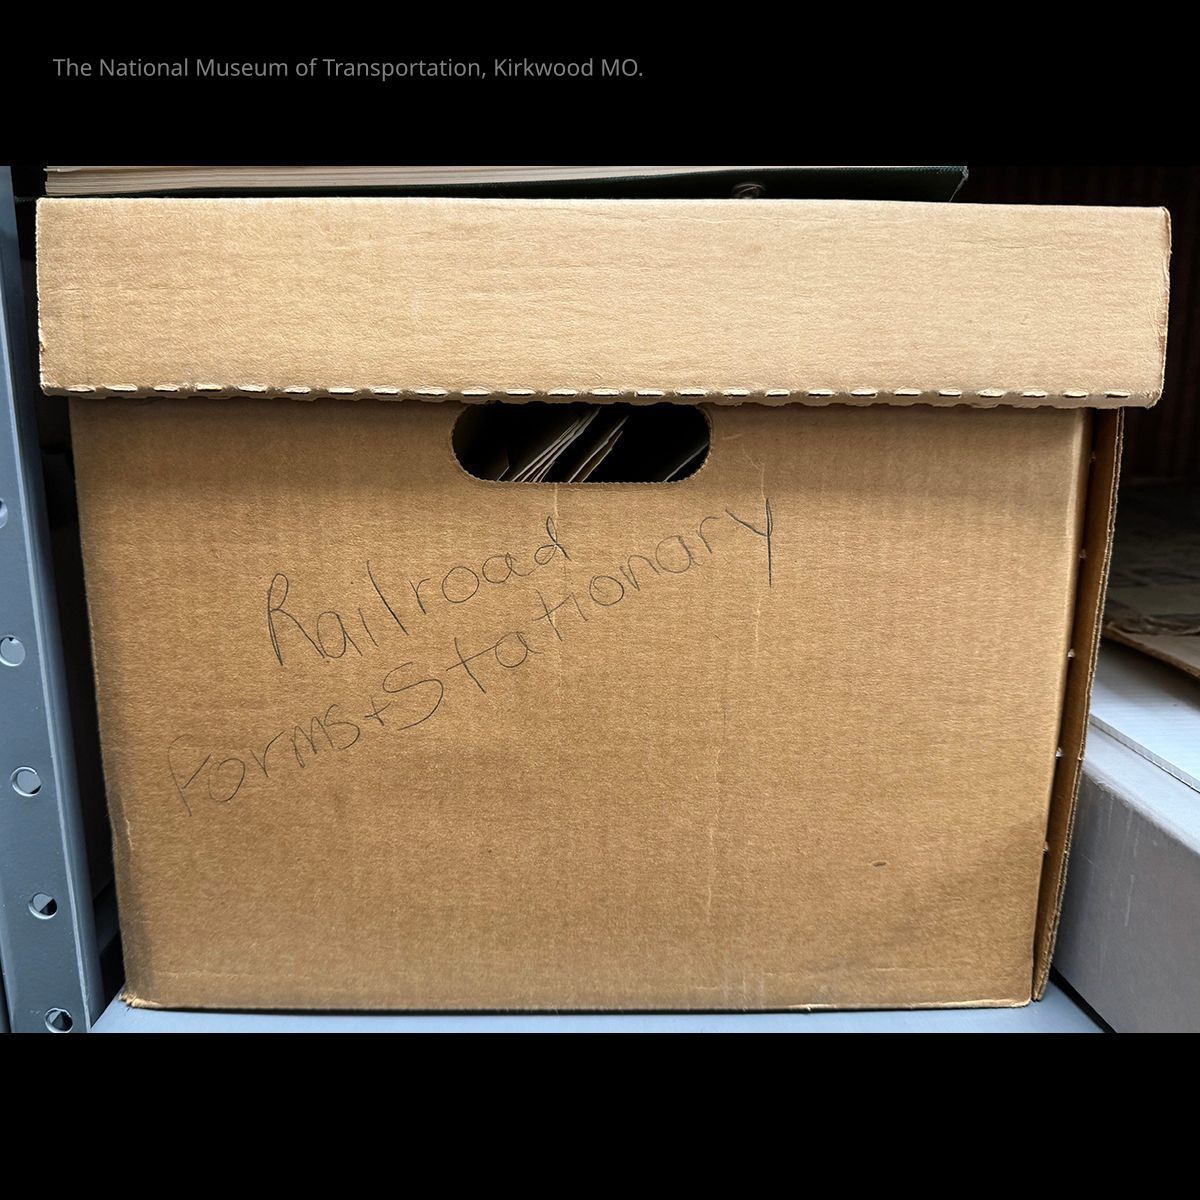 The National Museum of Transportation, Kirkwood MO.
Railroad
Forms + Stationary